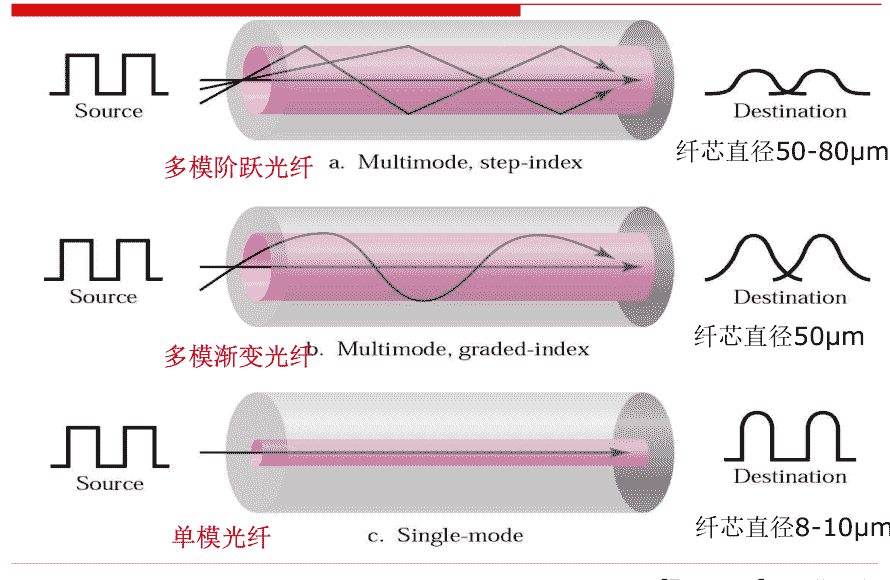 Source
Destination
纤芯直径50-80μm
多模阶跃光纤
a. Multimode, step-index
Source
Destination
纤芯直径50μm
多模渐变光纤
b. Multimode, graded-index
Source
Destination
纤芯直径8-10μm
单模光纤
c. Single-mode